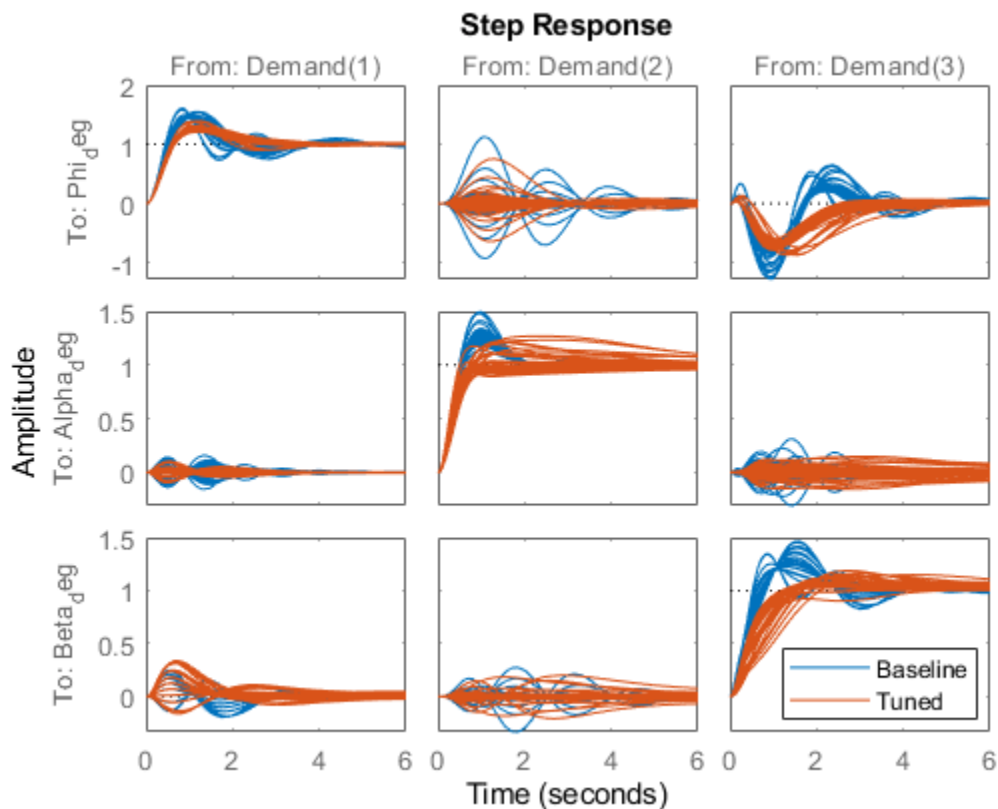 Step Response
From: Demand(1) From: Demand(2) From: Demand(3)
To: Phi_deg
2
1
0
-1
Amplitude
To: Alpha_deg
1.5
1
0.5
0
To: Beta_deg
1.5
1
0.5
0
Baseline
Tuned
0 2 4 6 0 2 4 6 0 2 4 6
Time (seconds)